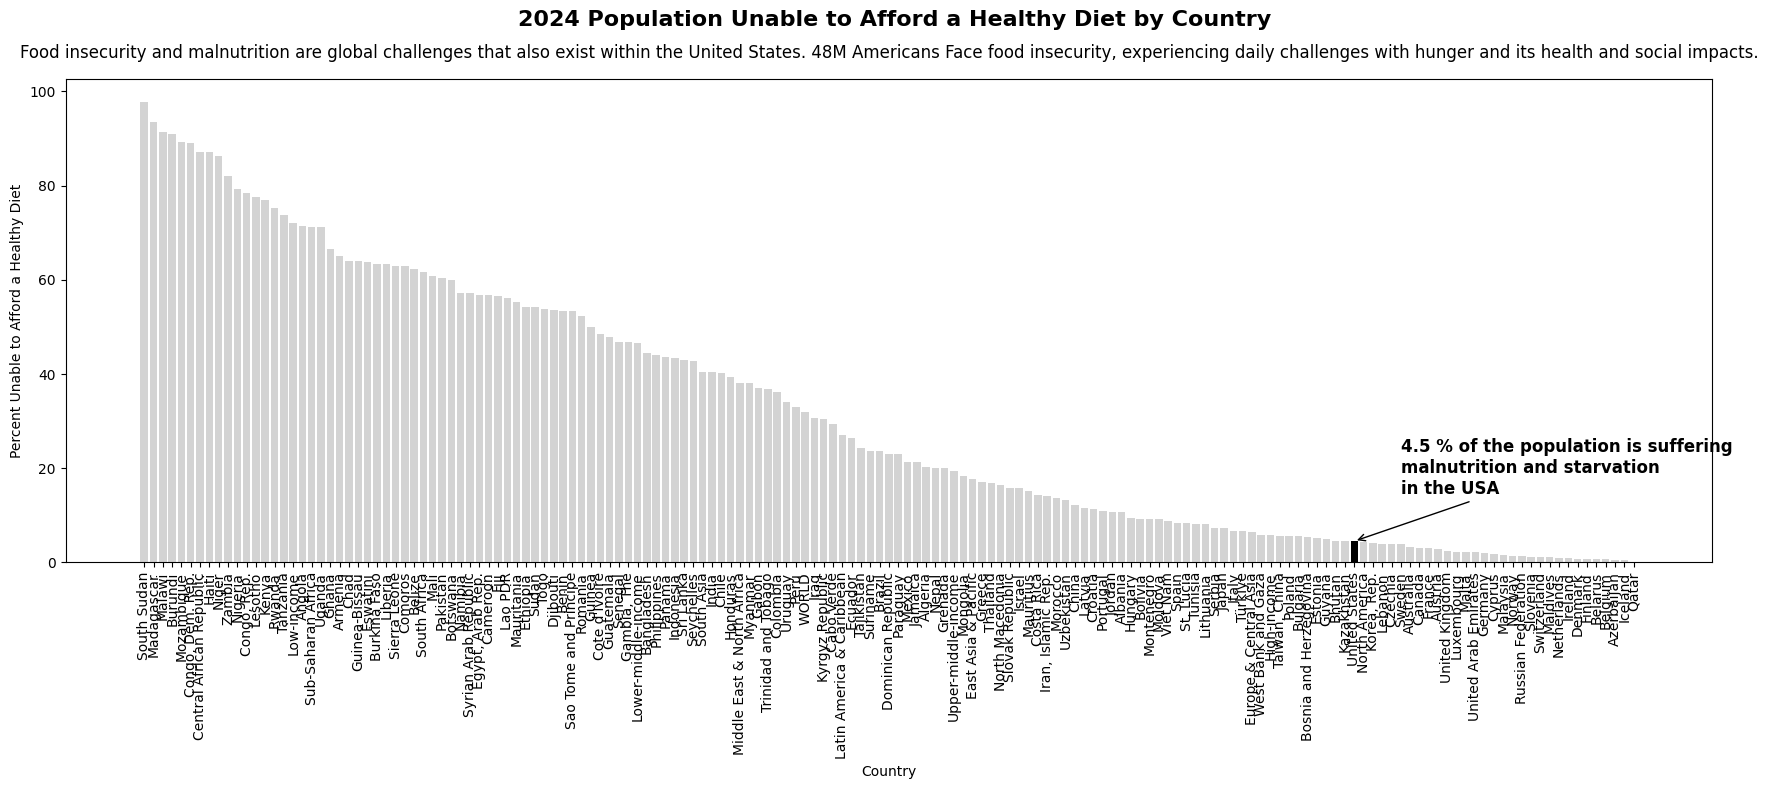 2024 Population Unable to Afford a Healthy Diet by Country
Food insecurity and malnutrition are global challenges that also exist within the United States. 48M Americans Face food insecurity, experiencing daily challenges with hunger and its health and social impacts.
Percent Unable to Afford a Healthy Diet
100
80
60
40
20
0
4.5 % of the population is suffering
malnutrition and starvation
in the USA
South Sudan
Madagascar
Malawi
Burundi
Mozambique
Congo, Dem. Rep.
Central African Republic
Haiti
Niger
Zambia
Nigeria
Congo, Rep.
Lesotho
Kenya
Rwanda
Tanzania
Low-income
Angola
Sub-Saharan Africa
Uganda
Ghana
Armenia
Chad
Guinea-Bissau
Eswatini
Burkina Faso
Liberia
Sierra Leone
Comoros
Belize
South Africa
Mali
Pakistan
Botswana
Namibia
Syrian Arab Republic
Egypt, Arab Rep.
Cameroon
Fiji
Lao PDR
Mauritania
Ethiopia
Sudan
Togo
Djibouti
Benin
Sao Tome and Principe
Romania
Guinea
Cote d'Ivoire
Guatemala
Senegal
Gambia, The
Lower-middle-income
Bangladesh
Philippines
Panama
Indonesia
Sri Lanka
Seychelles
South Asia
India
Chile
Honduras
Middle East & North Africa
Myanmar
Gabon
Trinidad and Tobago
Colombia
Uruguay
Peru
WORLD
Iraq
Kyrgyz Republic
Cabo Verde
Latin America & Caribbean
Ecuador
Tajikistan
Suriname
Brazil
Dominican Republic
Paraguay
Mexico
Jamaica
Algeria
Nepal
Grenada
Upper-middle-income
Mongolia
East Asia & Pacific
Greece
Thailand
North Macedonia
Slovak Republic
Israel
Mauritius
Costa Rica
Iran, Islamic Rep.
Morocco
Uzbekistan
China
Latvia
Croatia
Portugal
Jordan
Albania
Hungary
Bolivia
Montenegro
Moldova
Viet Nam
Spain
St. Lucia
Tunisia
Lithuania
Serbia
Japan
Italy
Türkiye
Europe & Central Asia
West Bank and Gaza
High-income
Taiwan, China
Poland
Bulgaria
Bosnia and Herzegovina
Estonia
Guyana
Bhutan
Kazakhstan
United States
North America
Korea, Rep.
Lebanon
Czechia
Sweden
Australia
Canada
France
Austria
United Kingdom
Luxembourg
Malta
United Arab Emirates
Germany
Cyprus
Malaysia
Norway
Russian Federation
Slovenia
Switzerland
Maldives
Netherlands
Ireland
Denmark
Finland
Belarus
Belgium
Azerbaijan
Iceland
Qatar
Country